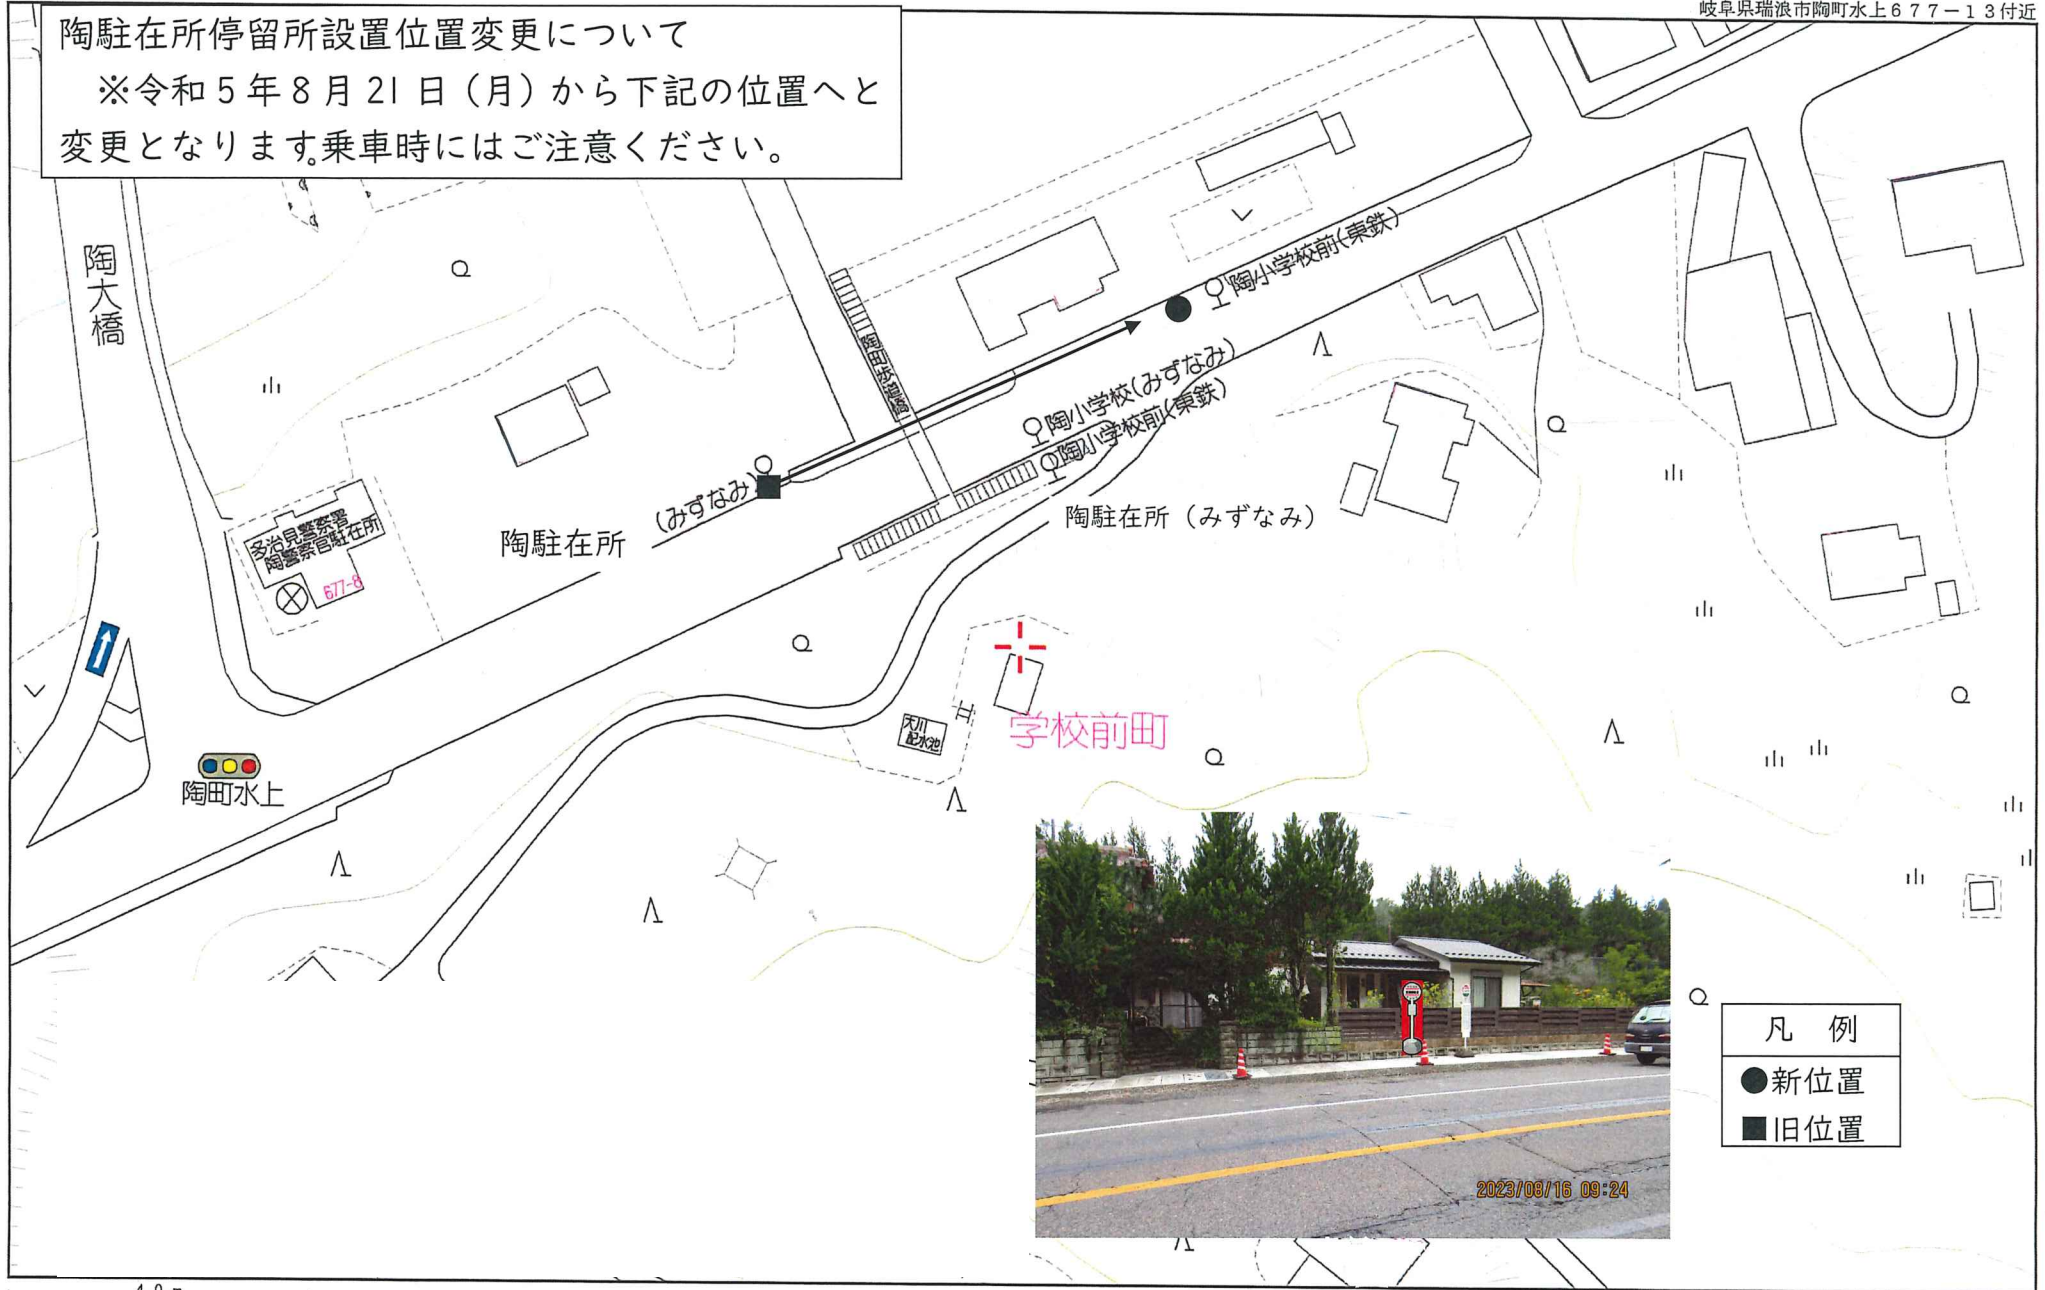 岐阜県瑞浪市陶町水上677-13付近
陶駐在所停留所設置位置変更について
※令和5年8月21日(月)から下記の位置へと
変更となります。乗車時にはご注意ください。
陶大橋
陶小学校前(東鉄)
陶小学校(みずなみ)
陶小学校前(東鉄)
(みずなみ)
陶駐在所
陶駐在所(みずなみ)
多治見警察署
陶警察官駐在所
677-8
大川
配水池
学校前町
陶町水上
凡 例
●新位置
■旧位置
2023/08/16 09:24